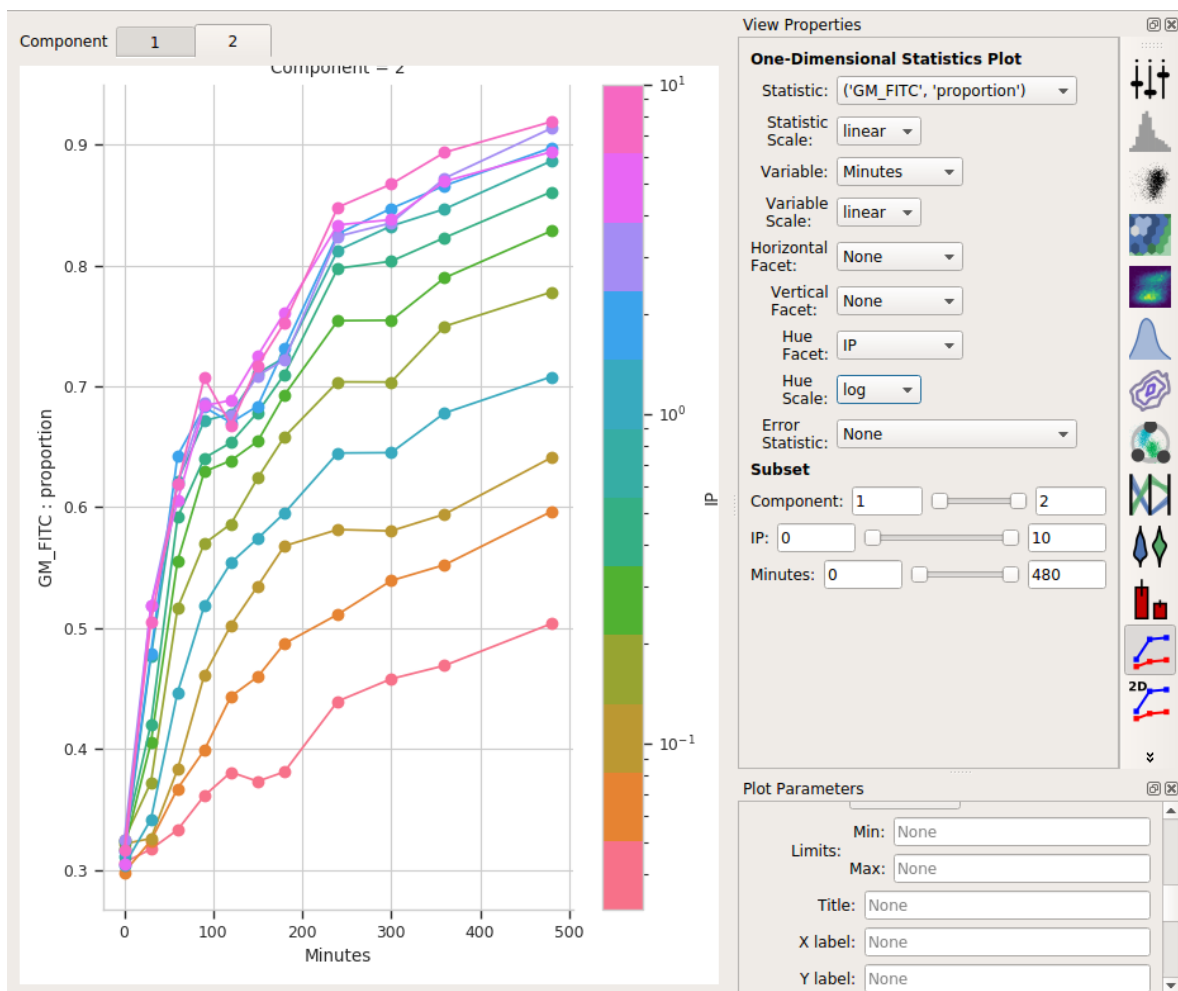 Component 1 2
Component = 2
0.9
0.8
0.7
0.6
0.5
0.4
0.3
GM_FITC : proportion
0 100 200 300 400 500
Minutes
10¹
10⁰
10⁻¹
IP
View Properties
One-Dimensional Statistics Plot
Statistic: ('GM_FITC', 'proportion')
Statistic
Scale: linear
Variable: Minutes
Variable
Scale: linear
Horizontal
Facet: None
Vertical
Facet: None
Hue
Facet: IP
Hue
Scale: log
Error
Statistic: None
Subset
Component: 1 2
IP: 0 10
Minutes: 0 480
2D
Plot Parameters
Limits:
Min: None
Max: None
Title: None
X label: None
Y label: None